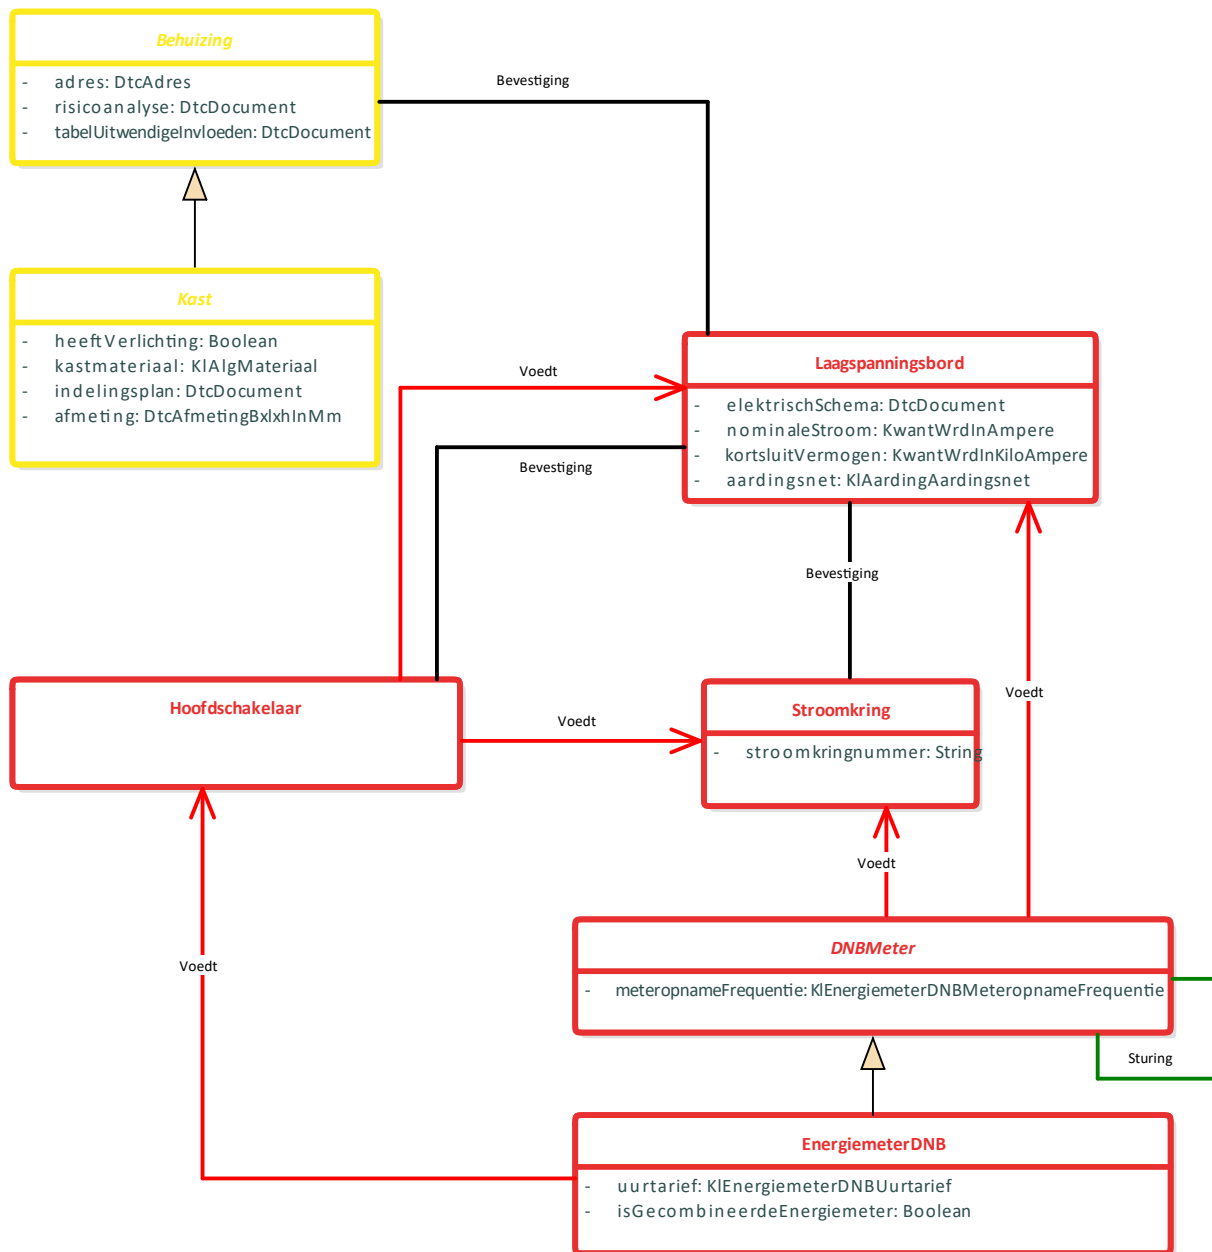 Behuizing
- adres: DtcAdres
- risicoanalyse: DtcDocument
- tabelUitwendigeInvloeden: DtcDocument
Bevestiging
Kast
- heeftVerlichting: Boolean
- kastmateriaal: KlAlgMateriaal
- indelingsplan: DtcDocument
- afmeting: DtcAfmetingBxlxhInMm
Laagspanningsbord
- elektrischSchema: DtcDocument
- nominaleStroom: KwantWrdInAmpere
- kortsluitVermogen: KwantWrdInKiloAmpere
- aardingsnet: KlAardingAardingsnet
Voedt
Bevestiging
Bevestiging
Voedt
Hoofdschakelaar
Voedt
Stroomkring
- stroomkringnummer: String
Voedt
Voedt
DNBMeter
- meteropnameFrequentie: KlEnergiemeterDNBMeteropnameFrequentie
Sturing
EnergiemeterDNB
- uurtarief: KlEnergiemeterDNBUurtarief
- isGecombineerdeEnergiemeter: Boolean